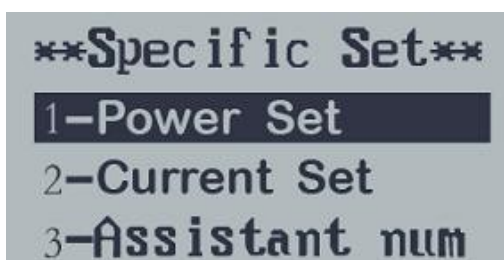 **Specific Set**
1-Power Set
2-Current Set
3-Assistant num